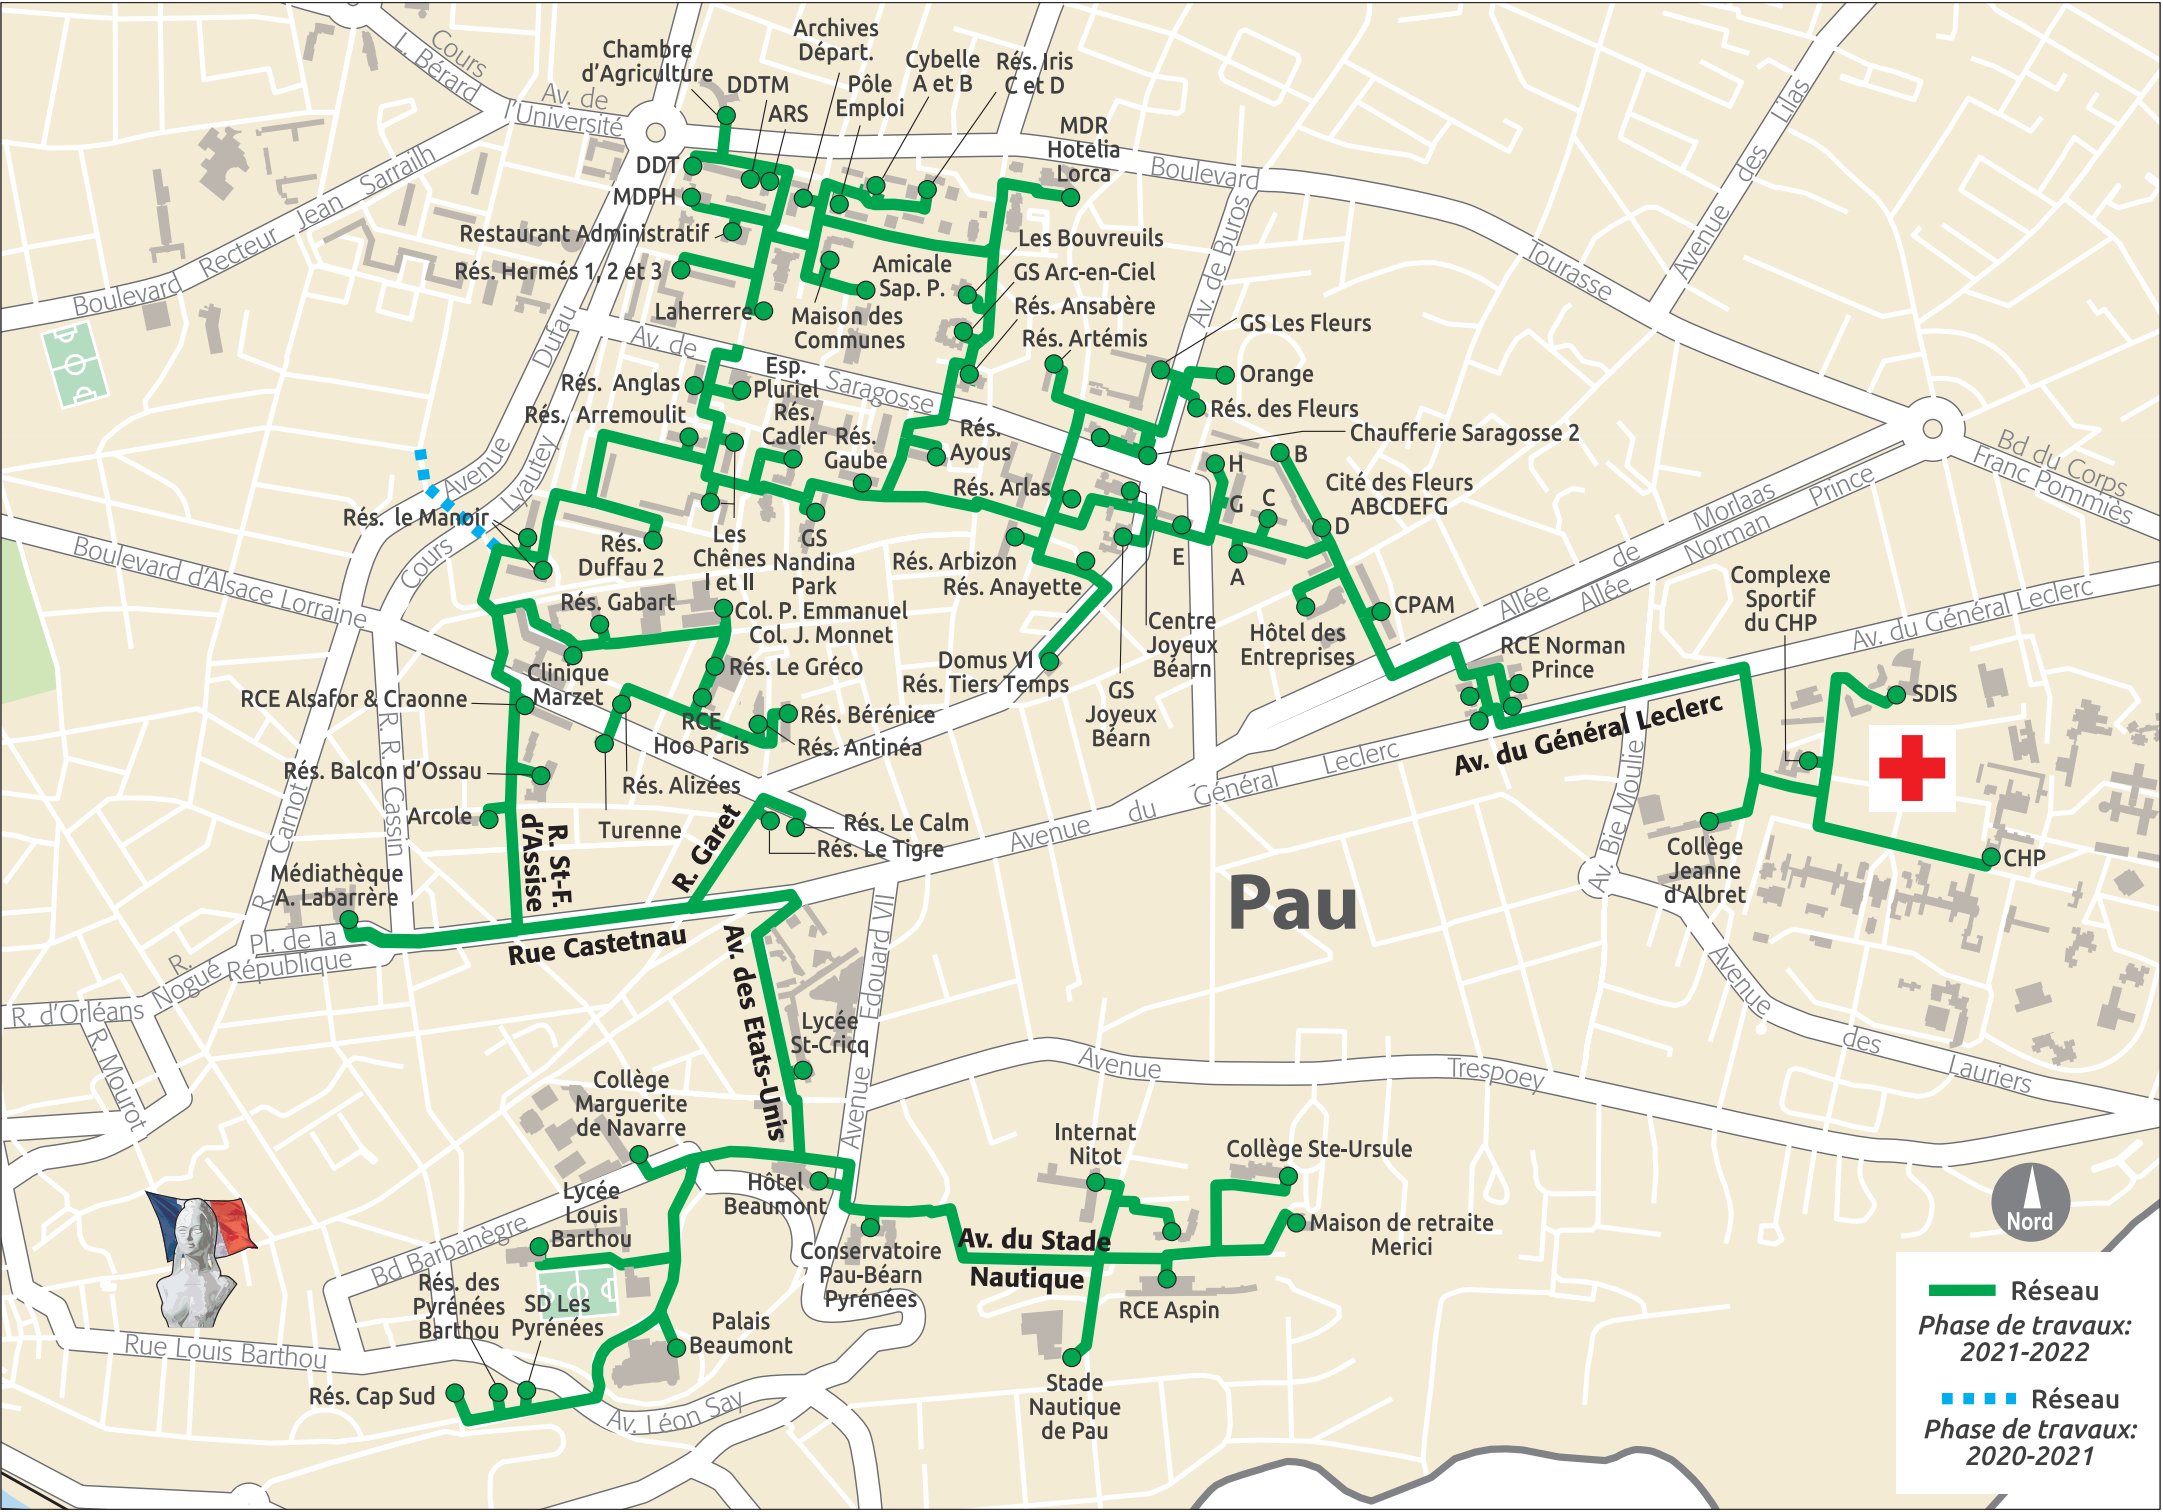 Cours
L. Bérard
Av. de
l'Université
Chambre
d'Agriculture
DDTM
ARS
Archives
Départ.
Pôle
Emploi
Cybelle
A et B
Rés. Iris
C et D
MDR
Hotelia
Lorca
Boulevard
Tourasse
Avenue des Lilas
Boulevard Recteur Jean Sarrailh
DDT
MDPH
Restaurant Administratif
Rés. Hermés 1, 2 et 3
Laherrere
Maison des
Communes
Amicale
Sap. P.
Les Bouvreuils
GS Arc-en-Ciel
Rés. Ansabère
Rés. Artémis
Av. de Buros
GS Les Fleurs
Orange
Rés. des Fleurs
Chaufferie Saragosse 2
Avenue Dufau
Cours Lyautey
Av. de Saragosse
Rés. Anglas
Esp.
Pluriel
Rés. Arremoulit
Rés.
Cadler
Rés.
Gaube
Rés.
Ayous
Rés. Arlas
H
B
G
C
D
E
A
Cité des Fleurs
ABCDEFG
Bd du Corps
Franc Pommiés
Allée de Morlaas
Allée Norman Prince
Rés. le Manoir
Rés.
Duffau 2
Les
Chênes
I et II
GS
Nandina
Park
Rés. Arbizon
Rés. Anayette
Boulevard d'Alsace Lorraine
Rés. Gabart
Col. P. Emmanuel
Col. J. Monnet
Clinique
Marzet
Rés. Le Gréco
Domus VI
Rés. Tiers Temps
Centre
Joyeux
Béarn
GS
Joyeux
Béarn
Hôtel des
Entreprises
CPAM
RCE Norman
Prince
Complexe
Sportif
du CHP
Av. du Général Leclerc
SDIS
RCE Alsafor & Craonne
RCE
Hoo Paris
Rés. Bérénice
Rés. Antinéa
Rés. Alizées
Turenne
Rés. Balcon d'Ossau
Arcole
R. Carnot
R. R. Cassin
R. St-F.
d'Assise
R. Garet
Rés. Le Calm
Rés. Le Tigre
Avenue du Général Leclerc
Av. du Général Leclerc
Av. Bie Moulie
Collège
Jeanne
d'Albret
CHP
Médiathèque
A. Labarrère
Pl. de la
République
R. Nogué
R. d'Orléans
R. Mourot
Rue Castetnau
Av. des Etats-Unis
Avenue Edouard VII
Pau
Lycée
St-Cricq
Avenue Trespoey
Avenue des Lauriers
Collège
Marguerite
de Navarre
Lycée
Louis
Barthou
Hôtel
Beaumont
Conservatoire
Pau-Béarn
Pyrénées
Internat
Nitot
Collège Ste-Ursule
Av. du Stade
Nautique
Maison de retraite
Merici
RCE Aspin
Stade
Nautique
de Pau
Bd Barbanègre
Rés. des
Pyrénées
Barthou
SD Les
Pyrénées
Palais
Beaumont
Rue Louis Barthou
Rés. Cap Sud
Av. Léon Say
Nord
Réseau
Phase de travaux:
2021-2022
Réseau
Phase de travaux:
2020-2021